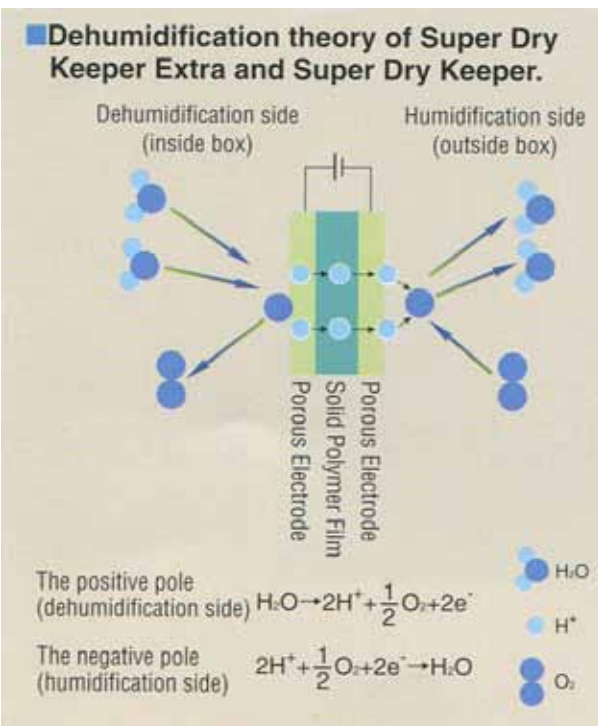 ■Dehumidification theory of Super Dry
Keeper Extra and Super Dry Keeper.
Dehumidification side
(inside box)
Humidification side
(outside box)
Porous Electrode
Solid Polymer Film
Porous Electrode
The positive pole
(dehumidification side) H₂O→2H⁺+½O₂+2e⁻
The negative pole
(humidification side) 2H⁺+½O₂+2e⁻→H₂O
H₂O
H⁺
O₂